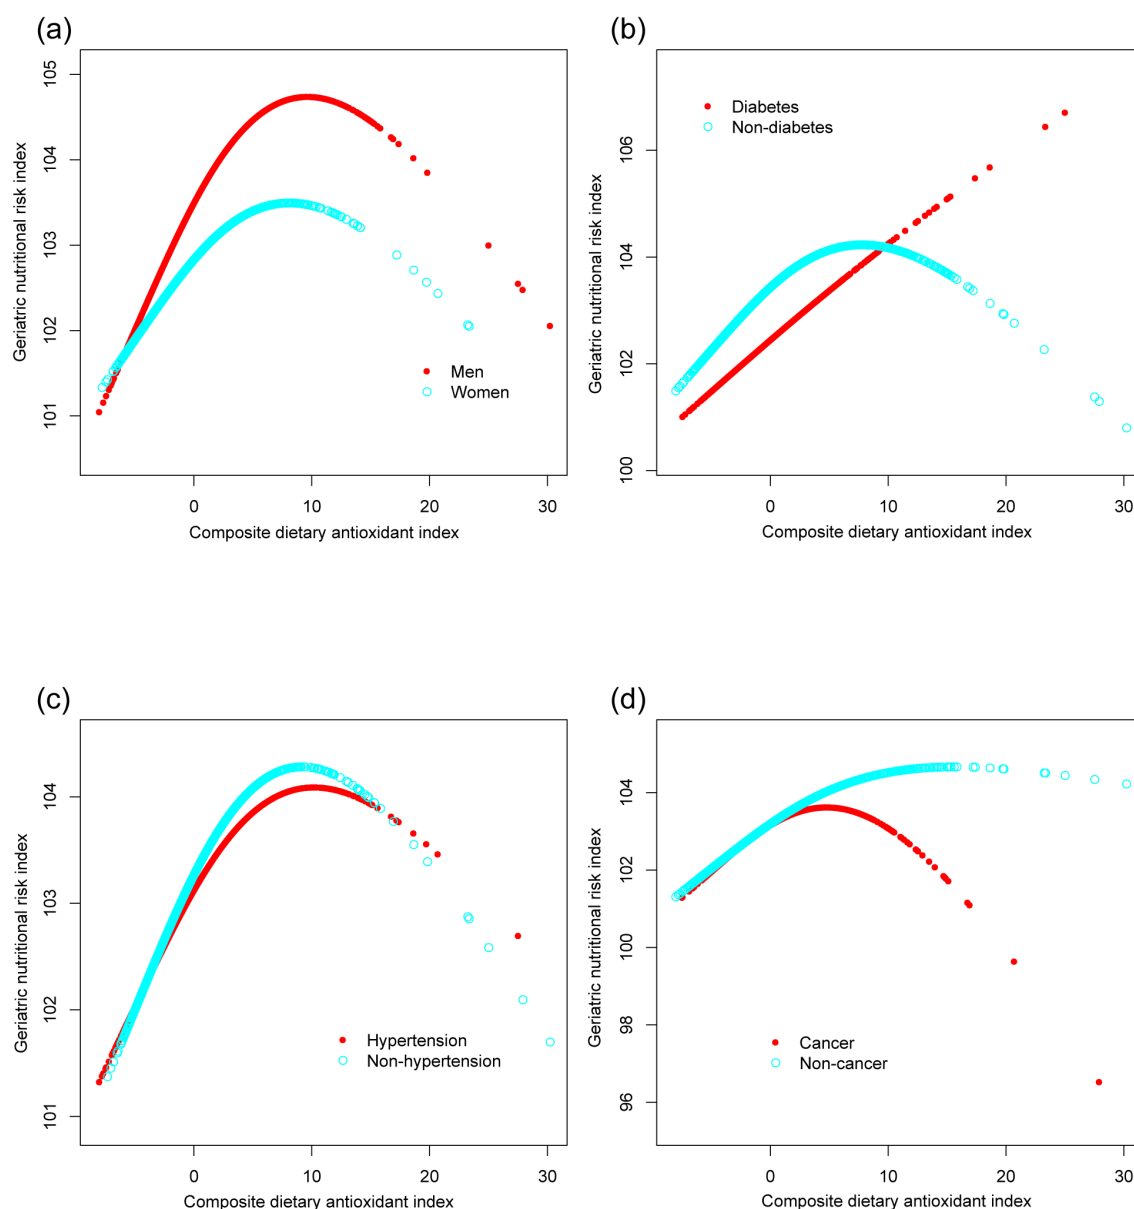 (a)
105
104
103
102
101
Geriatric nutritional risk index
Men
Women
0 10 20 30
Composite dietary antioxidant index
(b)
106
104
102
100
Geriatric nutritional risk index
Diabetes
Non-diabetes
0 10 20 30
Composite dietary antioxidant index
(c)
104
103
102
101
Geriatric nutritional risk index
Hypertension
Non-hypertension
0 10 20 30
Composite dietary antioxidant index
(d)
104
102
100
98
96
Geriatric nutritional risk index
Cancer
Non-cancer
0 10 20 30
Composite dietary antioxidant index